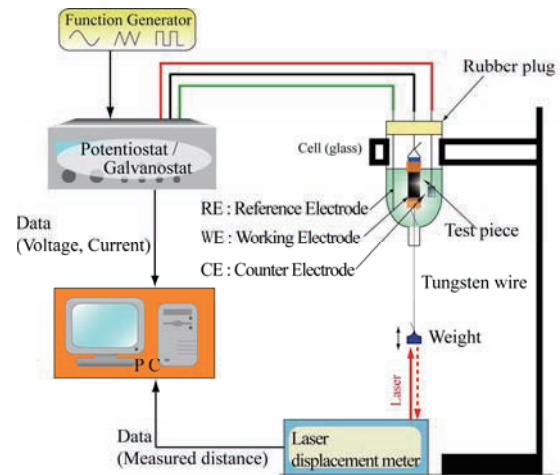 Function Generator
Rubber plug
Potentiostat /
Galvanostat
Cell (glass)
RE : Reference Electrode
WE : Working Electrode
CE : Counter Electrode
Test piece
Data
(Voltage, Current)
Tungsten wire
PC
Weight
Laser
Data
(Measured distance)
Laser
displacement meter